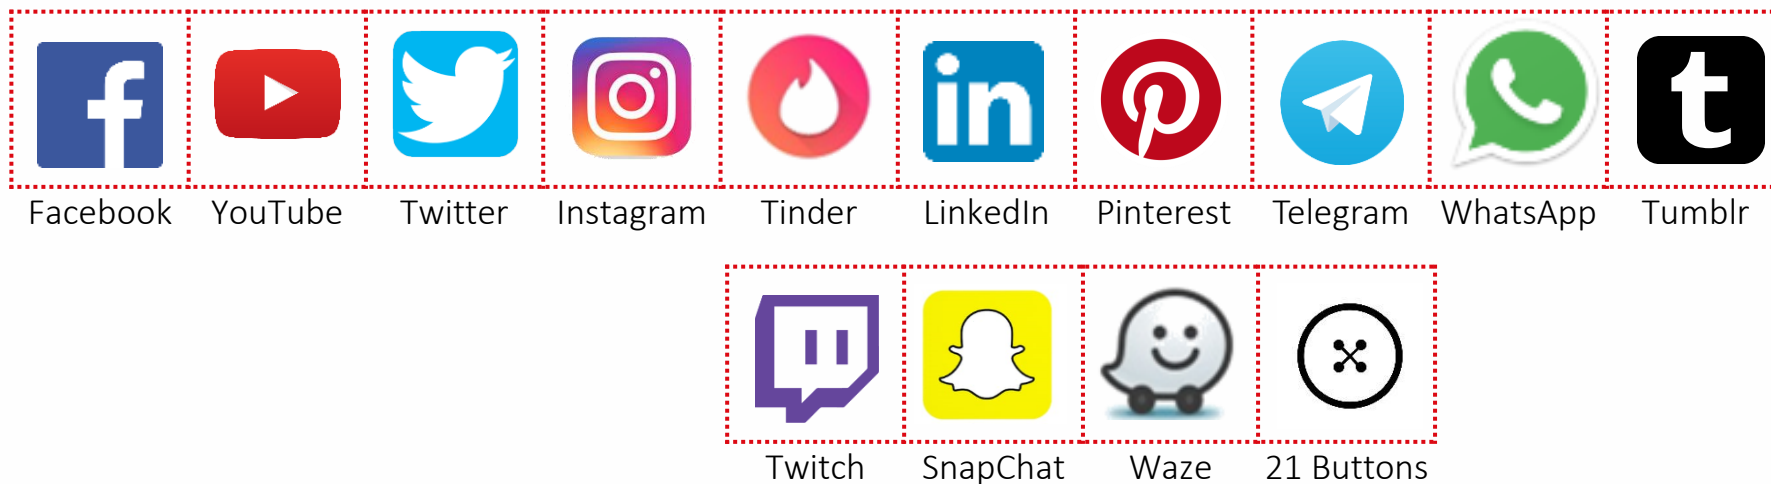 Facebook YouTube Twitter Instagram Tinder LinkedIn Pinterest Telegram WhatsApp Tumblr
Twitch SnapChat Waze 21 Buttons